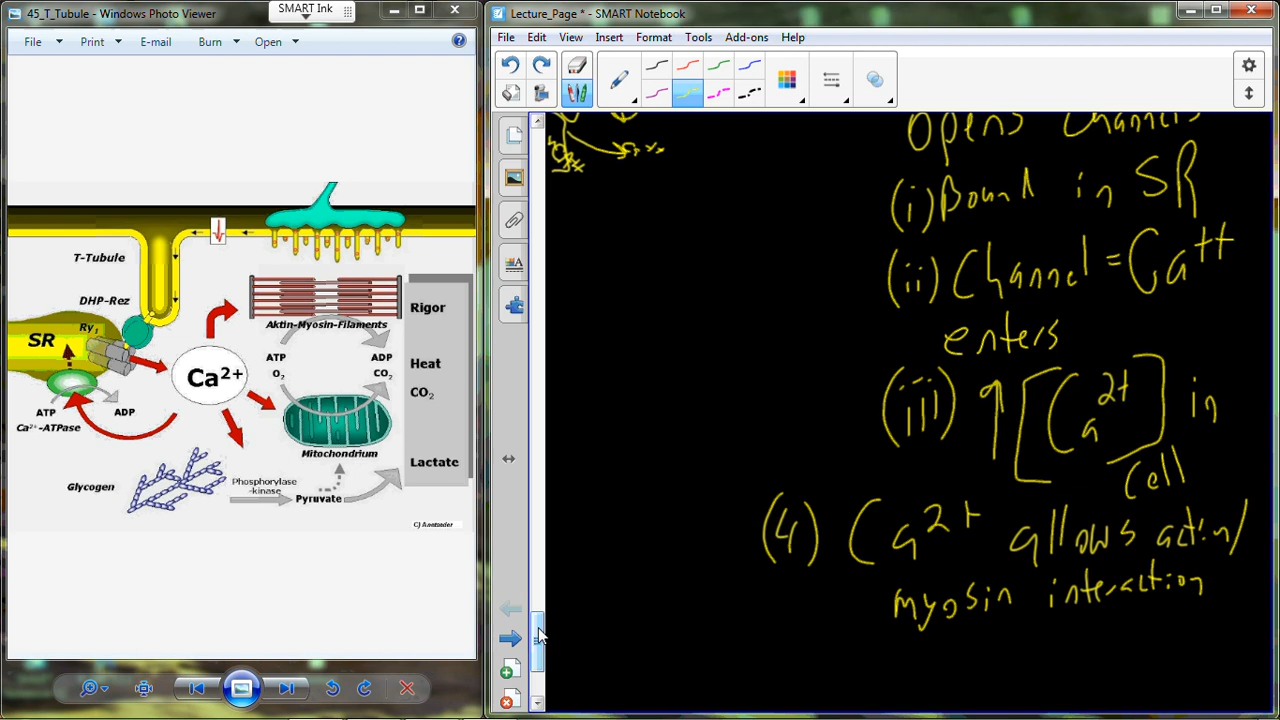 45_T_Tubule - Windows Photo Viewer
SMART Ink
File Print E-mail Burn Open
T-Tubule
DHP-Rez
Ry1
SR
Aktin-Myosin-Filaments
Rigor
ATP
O2
ADP
CO2
Heat
CO2
Ca2+
ATP
ADP
Ca2+-ATPase
Mitochondrium
Lactate
Glycogen
Phosphorylase
-kinase
Pyruvate
Lecture_Page * - SMART Notebook
File Edit View Insert Format Tools Add-ons Help
Opens Channels
(i) Bound in SR
(ii) Channel = Ca++
enters
(iii) ↑ [Ca2+] in
cell
(4) Ca2+ allows actin/
myosin interaction